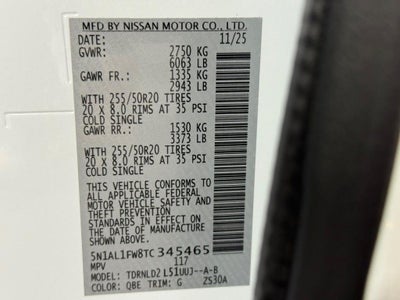 MFD BY NISSAN MOTOR CO., LTD.
DATE: 11/25
GVWR: 2750 KG
6063 LB
GAWR FR.: 1335 KG
2943 LB
WITH 255/50R20 TIRES
20 X 8.0 RIMS AT 35 PSI
COLD SINGLE
GAWR RR.: 1530 KG
3373 LB
WITH 255/50R20 TIRES
20 X 8.0 RIMS AT 35 PSI
COLD SINGLE
THIS VEHICLE CONFORMS TO
ALL APPLICABLE FEDERAL
MOTOR VEHICLE SAFETY AND
THEFT PREVENTION
STANDARDS IN EFFECT ON
THE DATE OF MANUFACTURE
SHOWN ABOVE.
5N1AL1FW8TC345465
MPV 117
MODEL: TDRNLD2 L51UUJ--A-B
COLOR: QBE TRIM: G ZS30A